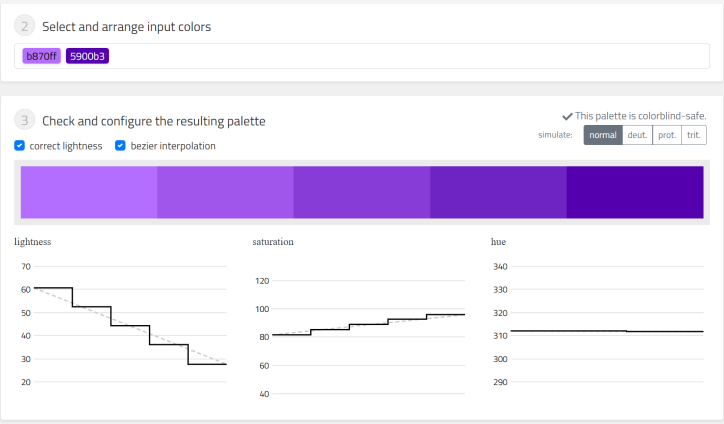 2 Select and arrange input colors
b870ff 5900b3
3 Check and configure the resulting palette
This palette is colorblind-safe.
simulate: normal deut. prot. trit.
correct lightness bezier interpolation
lightness saturation hue
70
60
50
40
30
20
120
100
80
60
40
340
330
320
310
300
290